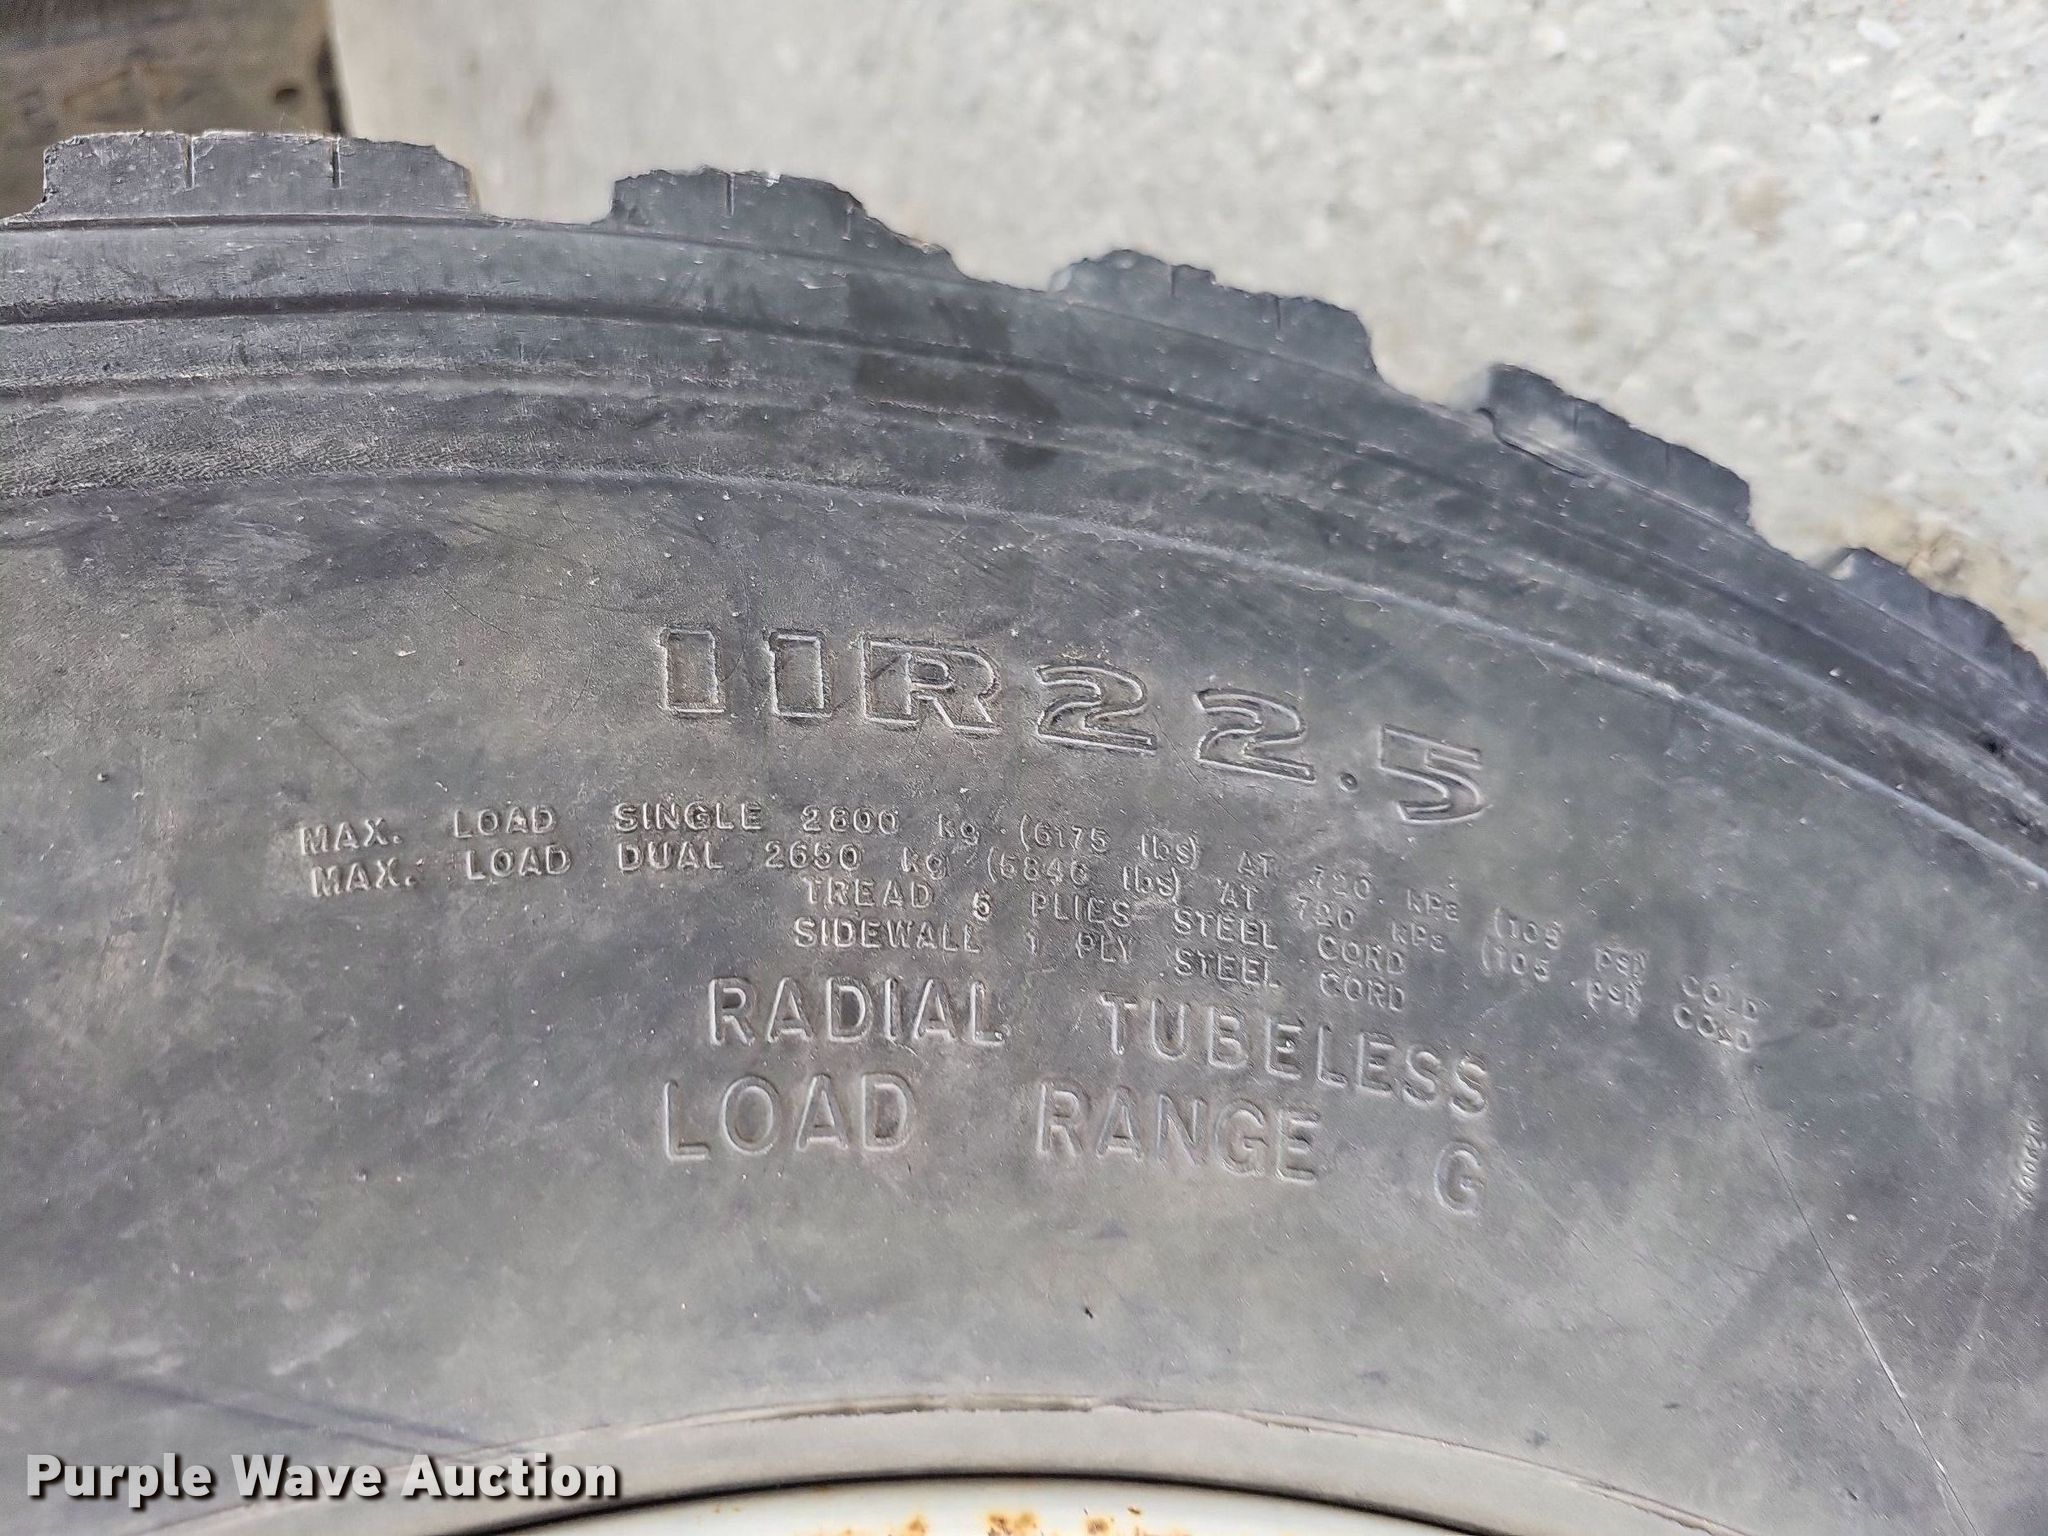 11R22.5
MAX. LOAD SINGLE 2800 kg (6175 lbs) AT 720 kPa (105 psi) COLD
MAX. LOAD DUAL 2650 kg (5840 lbs) AT 720 kPa (105 psi) COLD
TREAD 5 PLIES STEEL CORD
SIDEWALL 1 PLY STEEL CORD
RADIAL TUBELESS
LOAD RANGE G
Purple Wave Auction